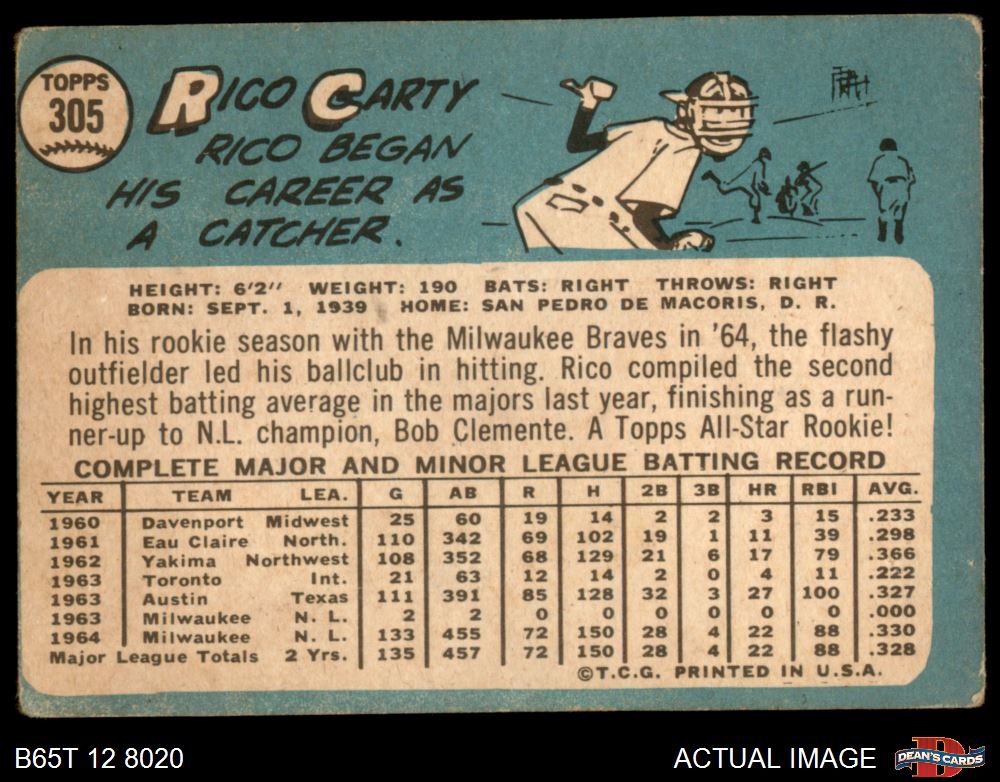 TOPPS
305
RICO CARTY
RICO BEGAN
HIS CAREER AS
A CATCHER.
HEIGHT: 6'2" WEIGHT: 190 BATS: RIGHT THROWS: RIGHT
BORN: SEPT. 1, 1939 HOME: SAN PEDRO DE MACORIS, D. R.
In his rookie season with the Milwaukee Braves in '64, the flashy
outfielder led his ballclub in hitting. Rico compiled the second
highest batting average in the majors last year, finishing as a run-
ner-up to N.L. champion, Bob Clemente. A Topps All-Star Rookie!
COMPLETE MAJOR AND MINOR LEAGUE BATTING RECORD
YEAR TEAM LEA. G AB R H 2B 3B HR RBI AVG.
1960 Davenport Midwest 25 60 19 14 2 2 3 15 .233
1961 Eau Claire North. 110 342 69 102 19 1 11 39 .298
1962 Yakima Northwest 108 352 68 129 21 6 17 79 .366
1963 Toronto Int. 21 63 12 14 2 0 4 11 .222
1963 Austin Texas 111 391 85 128 32 3 27 100 .327
1963 Milwaukee N. L. 2 2 0 0 0 0 0 0 .000
1964 Milwaukee N. L. 133 455 72 150 28 4 22 88 .330
Major League Totals 2 Yrs. 135 457 72 150 28 4 22 88 .328
©T.C.G. PRINTED IN U.S.A.
B65T 12 8020 ACTUAL IMAGE D DEAN'S CARDS